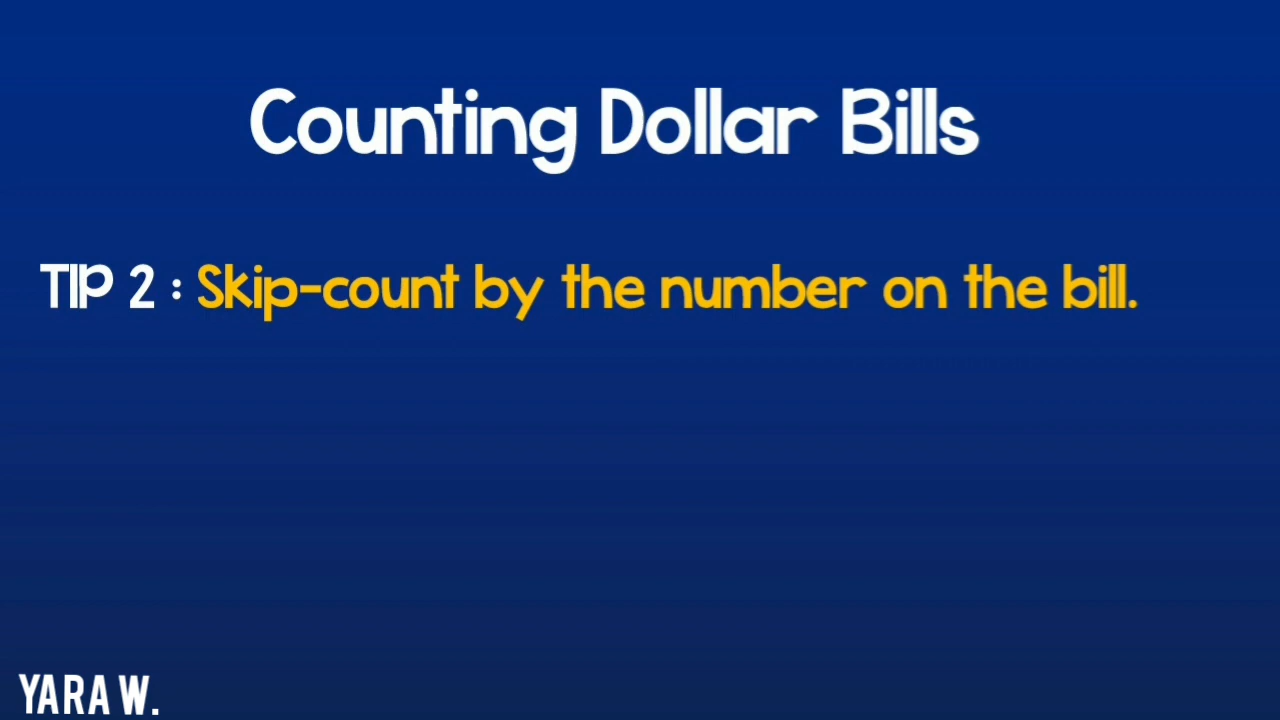 Counting Dollar Bills
TIP 2 : Skip-count by the number on the bill.
YARA W.